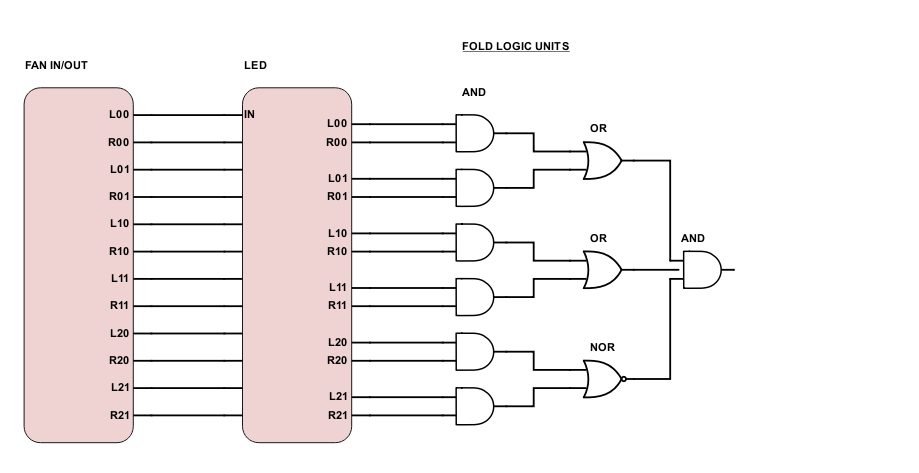 FOLD LOGIC UNITS
FAN IN/OUT
LED
AND
L00
R00
L01
R01
L10
R10
L11
R11
L20
R20
L21
R21
IN
L00
R00
L01
R01
L10
R10
L11
R11
L20
R20
L21
R21
OR
OR
NOR
AND